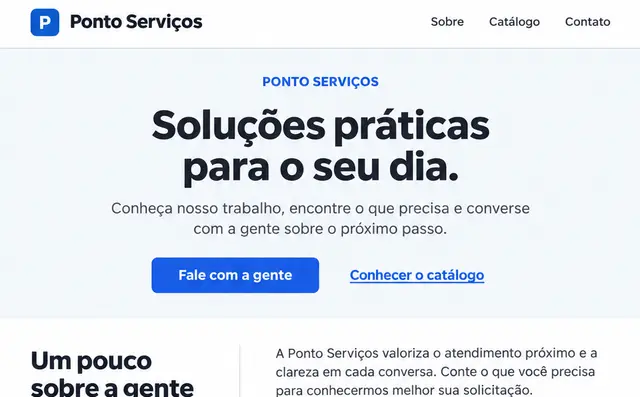 P Ponto Serviços
Sobre Catálogo Contato
PONTO SERVIÇOS
Soluções práticas
para o seu dia.
Conheça nosso trabalho, encontre o que precisa e converse
com a gente sobre o próximo passo.
Fale com a gente
Conhecer o catálogo
Um pouco
sobre a gente
A Ponto Serviços valoriza o atendimento próximo e a
clareza em cada conversa. Conte o que você precisa
para conhecermos melhor sua solicitação.